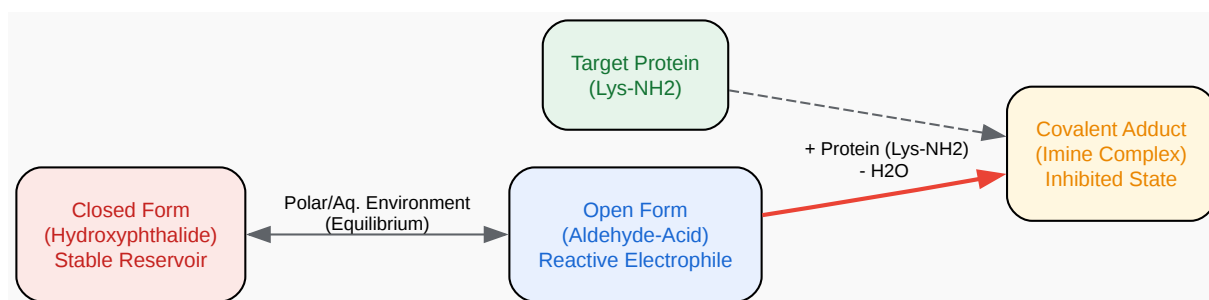 Target Protein
(Lys-NH2)
Covalent Adduct
(Imine Complex)
Inhibited State
+ Protein (Lys-NH2)
- H2O
Closed Form
(Hydroxyphthalide)
Stable Reservoir
Polar/Aq. Environment
(Equilibrium)
Open Form
(Aldehyde-Acid)
Reactive Electrophile